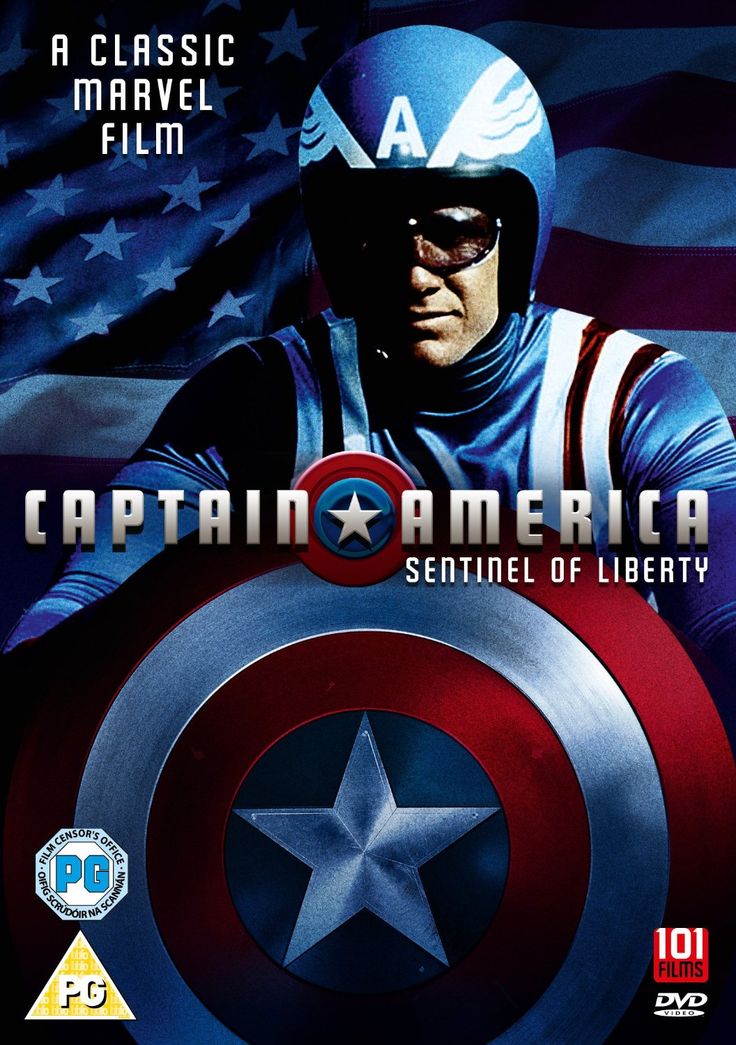 A CLASSIC
MARVEL
FILM
A
CAPTAIN AMERICA
SENTINEL OF LIBERTY
FILM CENSOR'S OFFICE
PG
OIFIG SCRÚDÓIR NA SCANNÁN
PG
101
FILMS
DVD
VIDEO